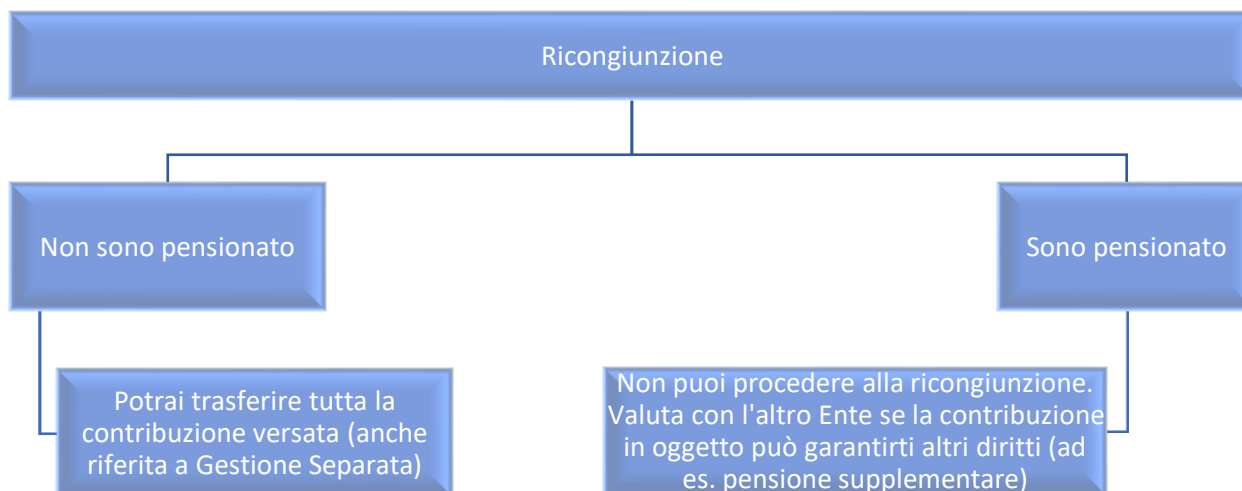 Ricongiunzione
Non sono pensionato
Sono pensionato
Potrai trasferire tutta la
contribuzione versata (anche
riferita a Gestione Separata)
Non puoi procedere alla ricongiunzione.
Valuta con l'altro Ente se la contribuzione
in oggetto può garantirti altri diritti (ad
es. pensione supplementare)